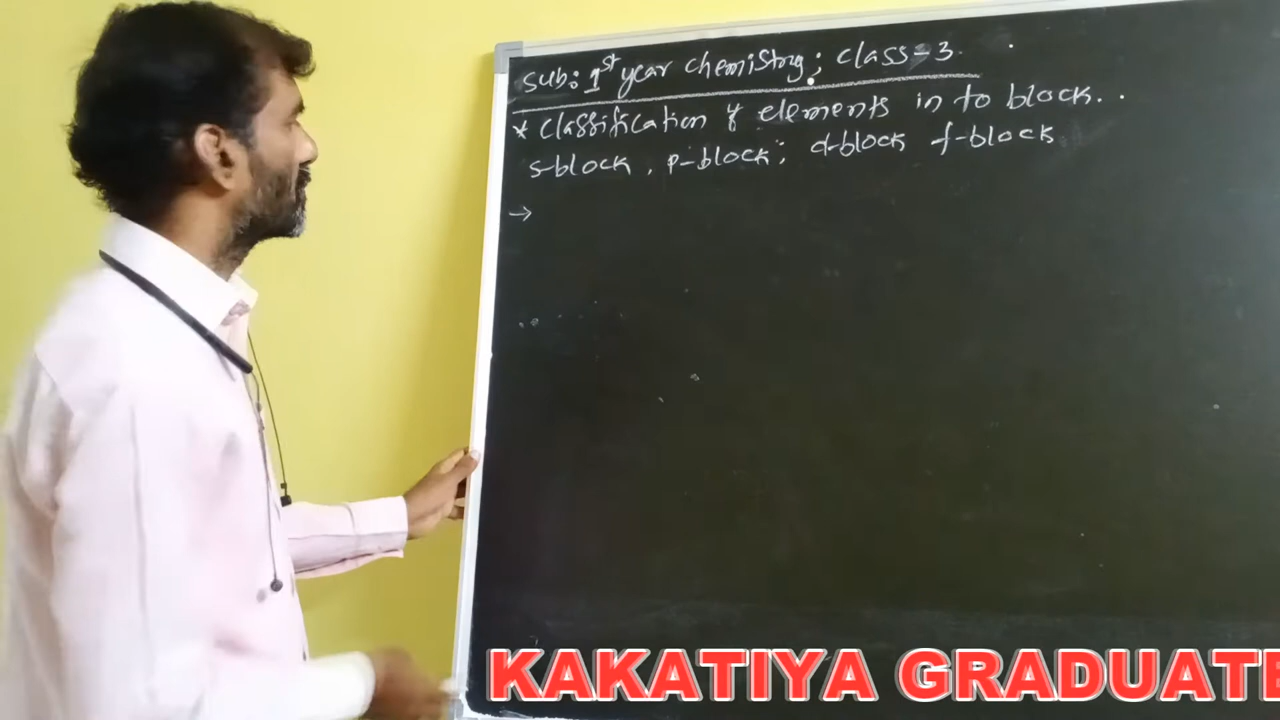 Sub: 1st year chemistry; class-3.
* Classification of elements in to block..
s-block, p-block; d-block f-block
→
KAKATIYA GRADUATE